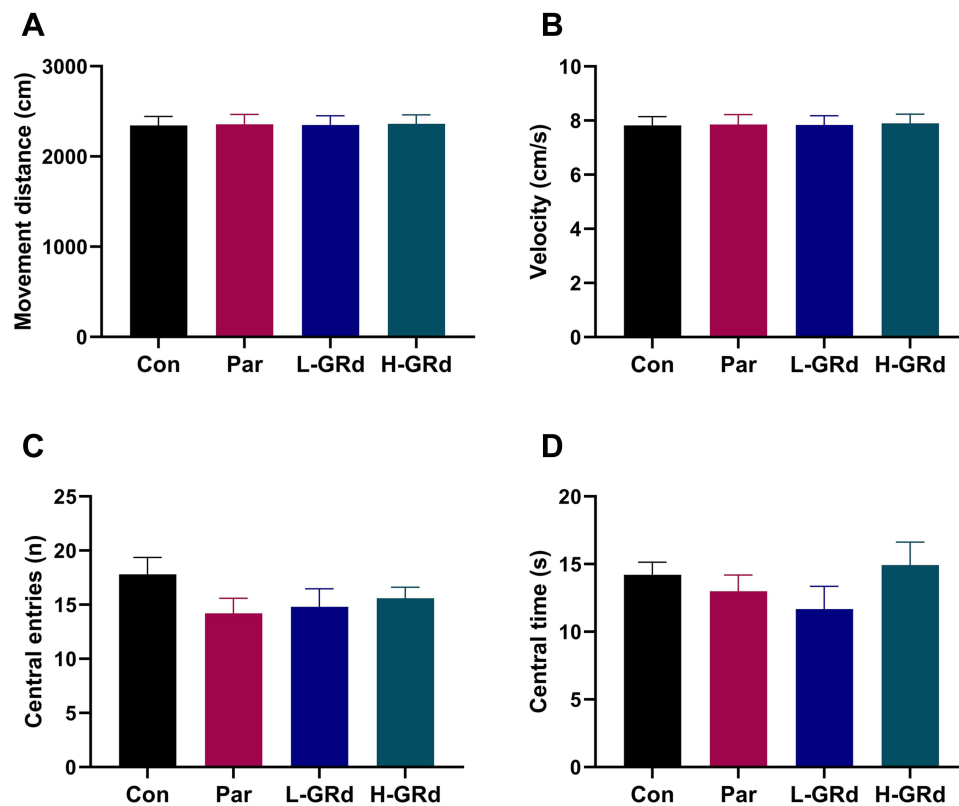 A
Movement distance (cm)
3000
2000
1000
0
Con Par L-GRd H-GRd
B
Velocity (cm/s)
10
8
6
4
2
0
Con Par L-GRd H-GRd
C
Central entries (n)
25
20
15
10
5
0
Con Par L-GRd H-GRd
D
Central time (s)
20
15
10
5
0
Con Par L-GRd H-GRd